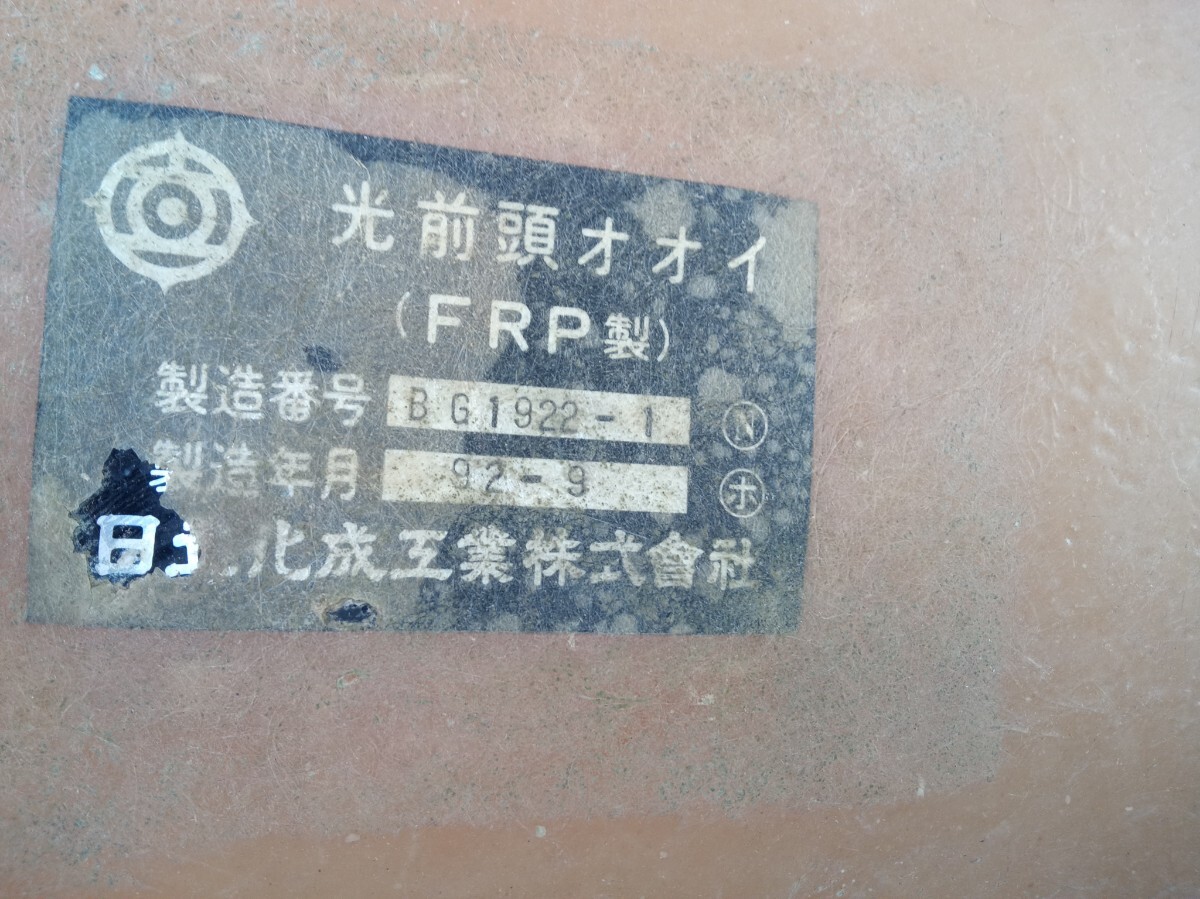 光前頭オオイ
(FRP製)
製造番号 BG1922-1 Ⓝ
製造年月 92-9 ㋭
化成工業株式會社